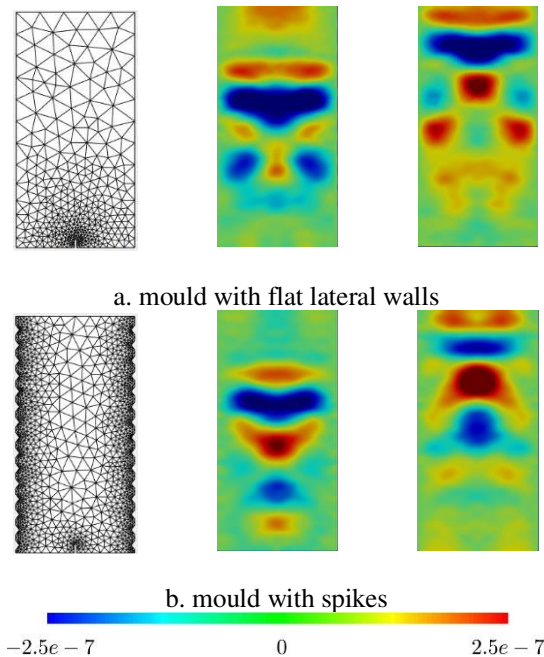 a. mould with flat lateral walls
b. mould with spikes
−2.5e − 7 0 2.5e − 7